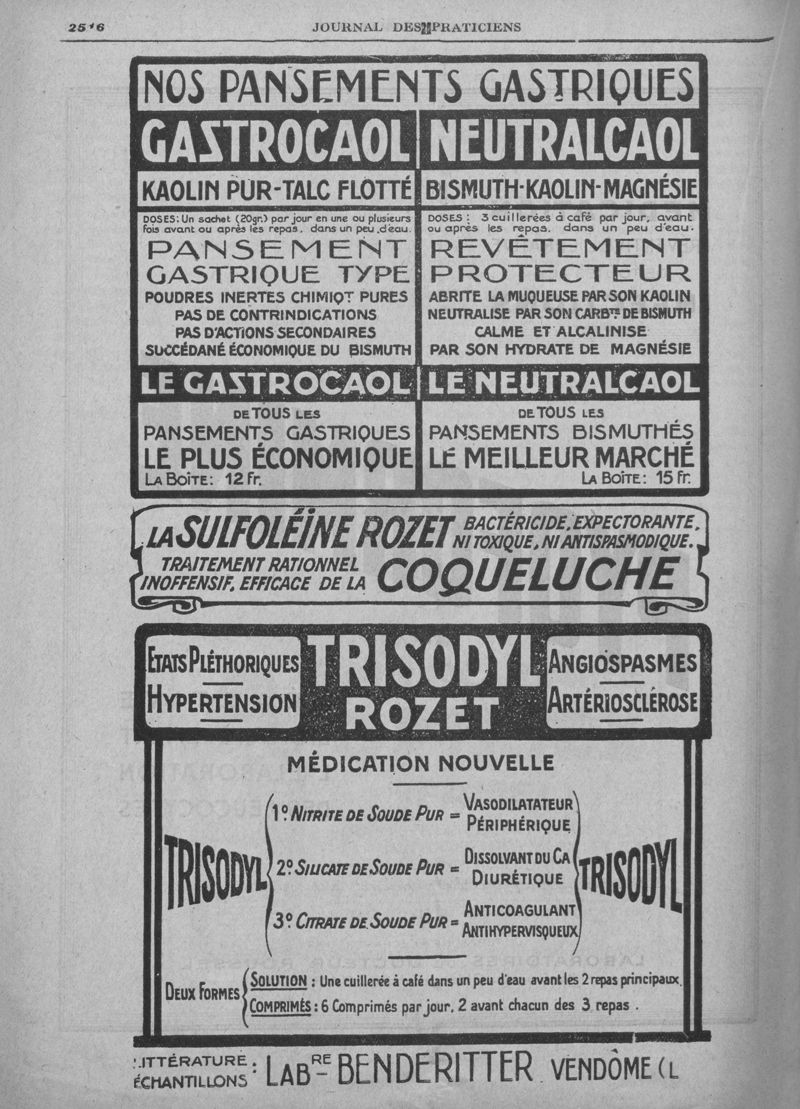 JOURNAL DES PRATICIENS
NOS PANSEMENTS GASTRIQUES
GASTROCAOL
KAOLIN PUR-TALC FLOTTÉ
DOSES: Un sachet (20gr.) par jour en une ou plusieurs
fois avant ou après les repas, dans un peu d'eau.
PANSEMENT
GASTRIQUE TYPE
POUDRES INERTES CHIMIQT PURES
PAS DE CONTRINDICATIONS
PAS D'ACTIONS SECONDAIRES
SUCCÉDANÉ ÉCONOMIQUE DU BISMUTH
LE GASTROCAOL
DE TOUS LES
PANSEMENTS GASTRIQUES
LE PLUS ÉCONOMIQUE
LA BOÎTE: 12 Fr.
NEUTRALCAOL
BISMUTH-KAOLIN-MAGNÉSIE
DOSES: 3 cuillerées à café par jour, avant
ou après les repas, dans un peu d'eau.
REVÊTEMENT
PROTECTEUR
ABRITE LA MUQUEUSE PAR SON KAOLIN
NEUTRALISE PAR SON CARBTE DE BISMUTH
CALME ET ALCALINISE
PAR SON HYDRATE DE MAGNÉSIE
LE NEUTRALCAOL
DE TOUS LES
PANSEMENTS BISMUTHÉS
LE MEILLEUR MARCHÉ
LA BOÎTE: 15 Fr.
LA SULFOLÉÏNE ROZET BACTÉRICIDE, EXPECTORANTE,
NI TOXIQUE, NI ANTISPASMODIQUE.
TRAITEMENT RATIONNEL
INOFFENSIF, EFFICACE DE LA COQUELUCHE
ETATS PLÉTHORIQUES
HYPERTENSION
TRISODYL
ROZET
ANGIOSPASMES
ARTÉRIOSCLÉROSE
MÉDICATION NOUVELLE
TRISODYL
1º. NITRITE DE SOUDE PUR = VASODILATATEUR
PÉRIPHÉRIQUE
2º. SILICATE DE SOUDE PUR = DISSOLVANT DU CA
DIURÉTIQUE
3º. CITRATE DE SOUDE PUR = ANTICOAGULANT
ANTIHYPERVISQUEUX
TRISODYL
DEUX FORMES
SOLUTION : Une cuillerée à café dans un peu d'eau avant les 2 repas principaux.
COMPRIMÉS : 6 Comprimés par jour, 2 avant chacun des 3 repas.
LITTÉRATURE :
ÉCHANTILLONS : LABRE BENDERITTER VENDÔME (L